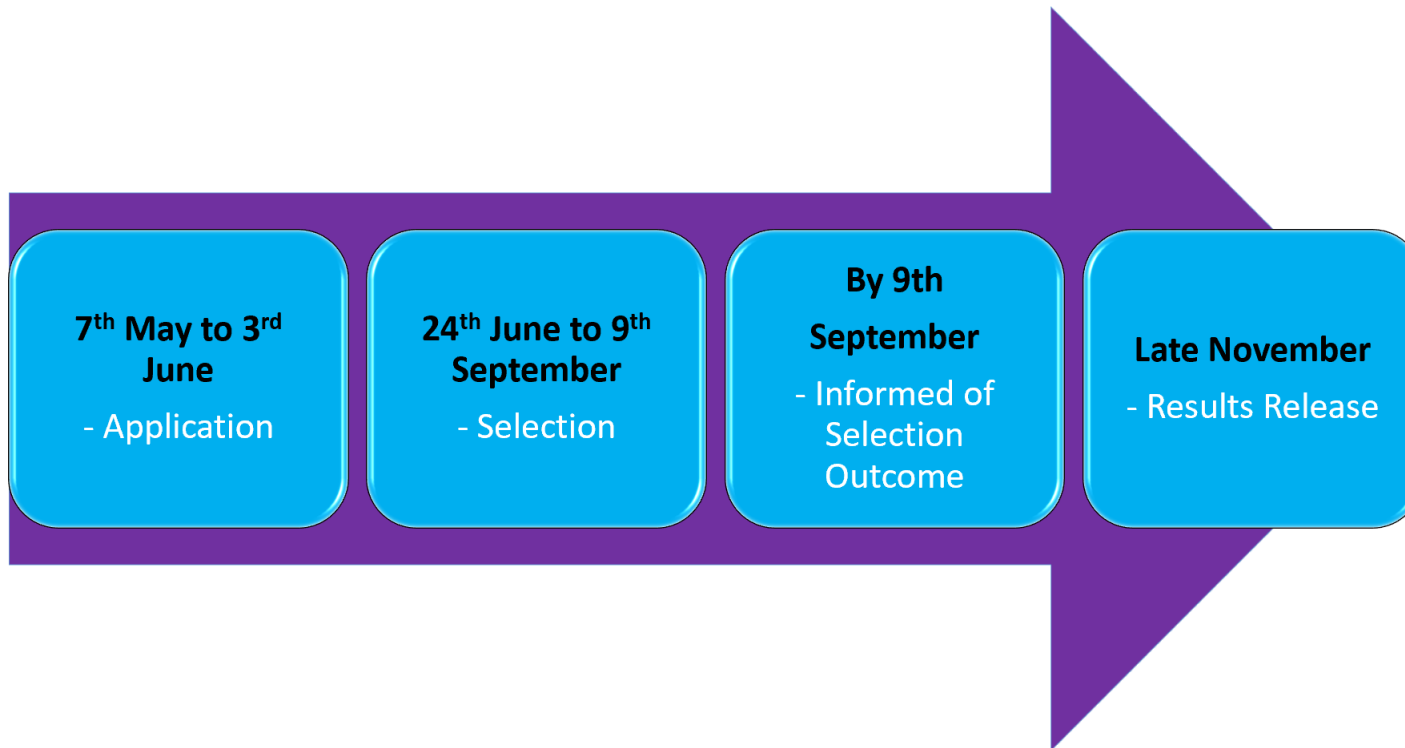 7th May to 3rd
June
- Application
24th June to 9th
September
- Selection
By 9th
September
- Informed of
Selection
Outcome
Late November
- Results Release